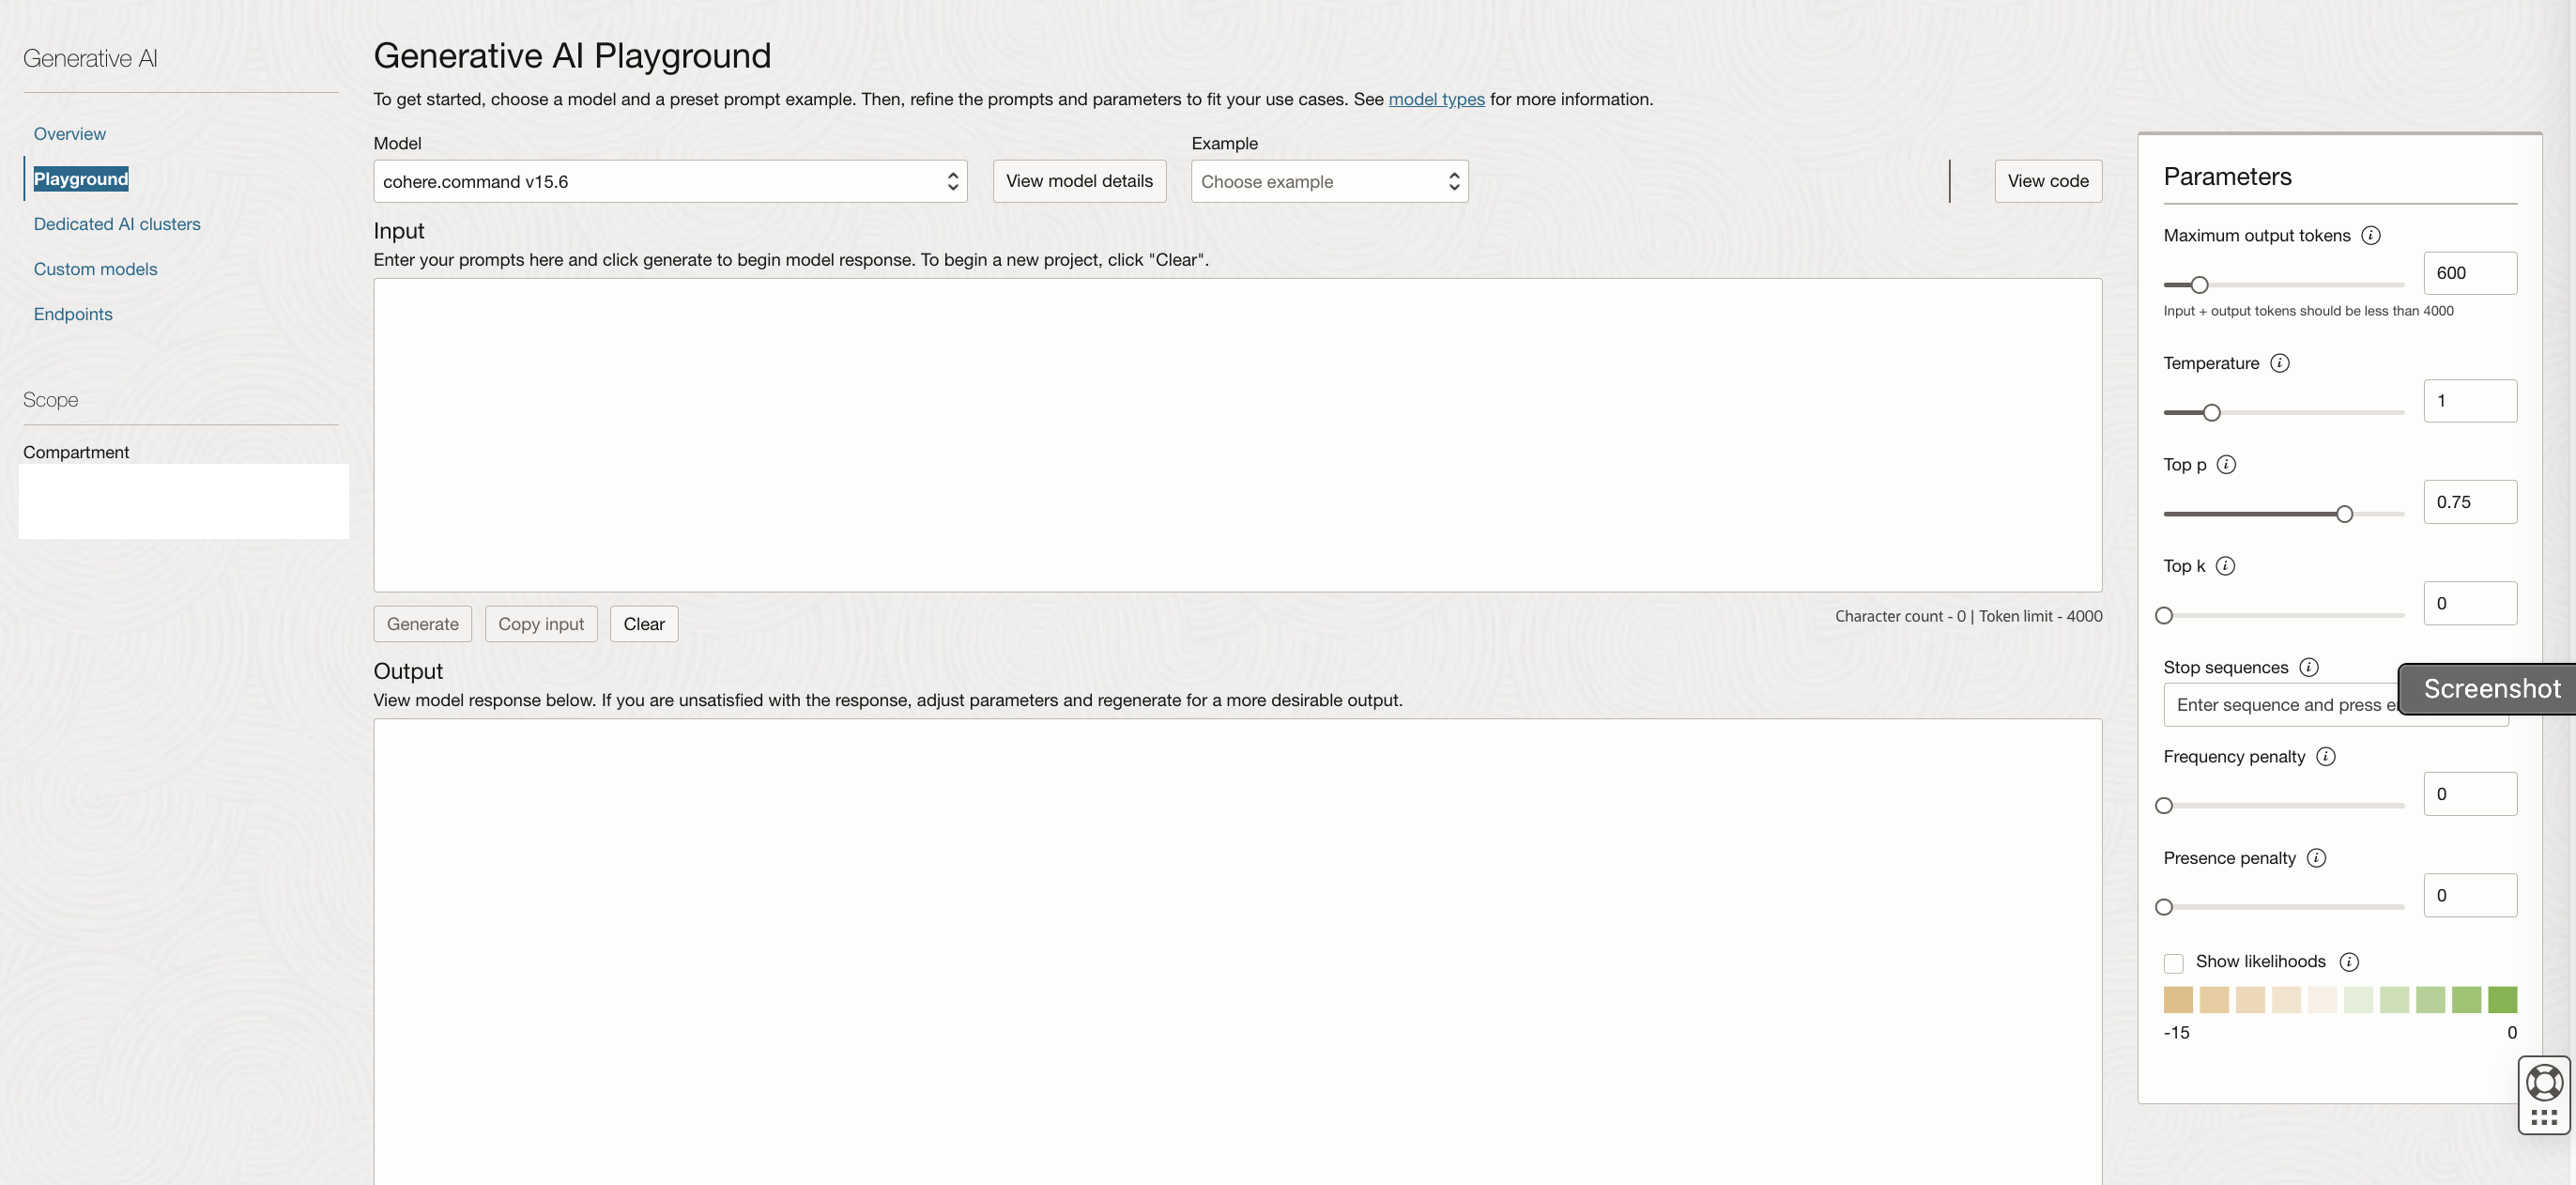 Generative AI
Overview
Playground
Dedicated AI clusters
Custom models
Endpoints
Scope
Compartment
Generative AI Playground
To get started, choose a model and a preset prompt example. Then, refine the prompts and parameters to fit your use cases. See model types for more information.
Model
Example
cohere.command v15.6
View model details
Choose example
View code
Input
Enter your prompts here and click generate to begin model response. To begin a new project, click "Clear".
Generate
Copy input
Clear
Character count - 0 | Token limit - 4000
Output
View model response below. If you are unsatisfied with the response, adjust parameters and regenerate for a more desirable output.
Parameters
Maximum output tokens
600
Input + output tokens should be less than 4000
Temperature
1
Top p
0.75
Top k
0
Stop sequences
Screenshot
Enter sequence and press
Frequency penalty
0
Presence penalty
0
Show likelihoods
-15 0